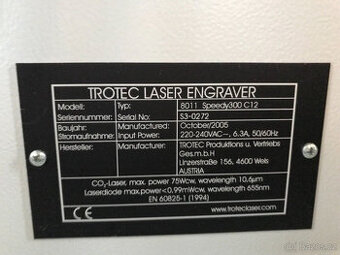 TROTEC LASER ENGRAVER
Modell: Typ: 8011 Speedy300 C12
Seriennummer: Serial No: S3-0272
Baujahr: Manufactured: October/2005
Stromaufnahme: Input Power: 220-240VAC~, 6.3A, 50/60Hz
Hersteller: Manufacturer: TROTEC Produktions u. Vertriebs
Ges.m.b.H
Linzerstraße 156, 4600 Wels
AUSTRIA
CO₂-Laser, max. power 75Wcw, wavelength 10.6µm
Laserdiode max.power<0.99mWcw, wavelength 655nm
EN 60825-1 (1994)
CE www.troteclaser.com